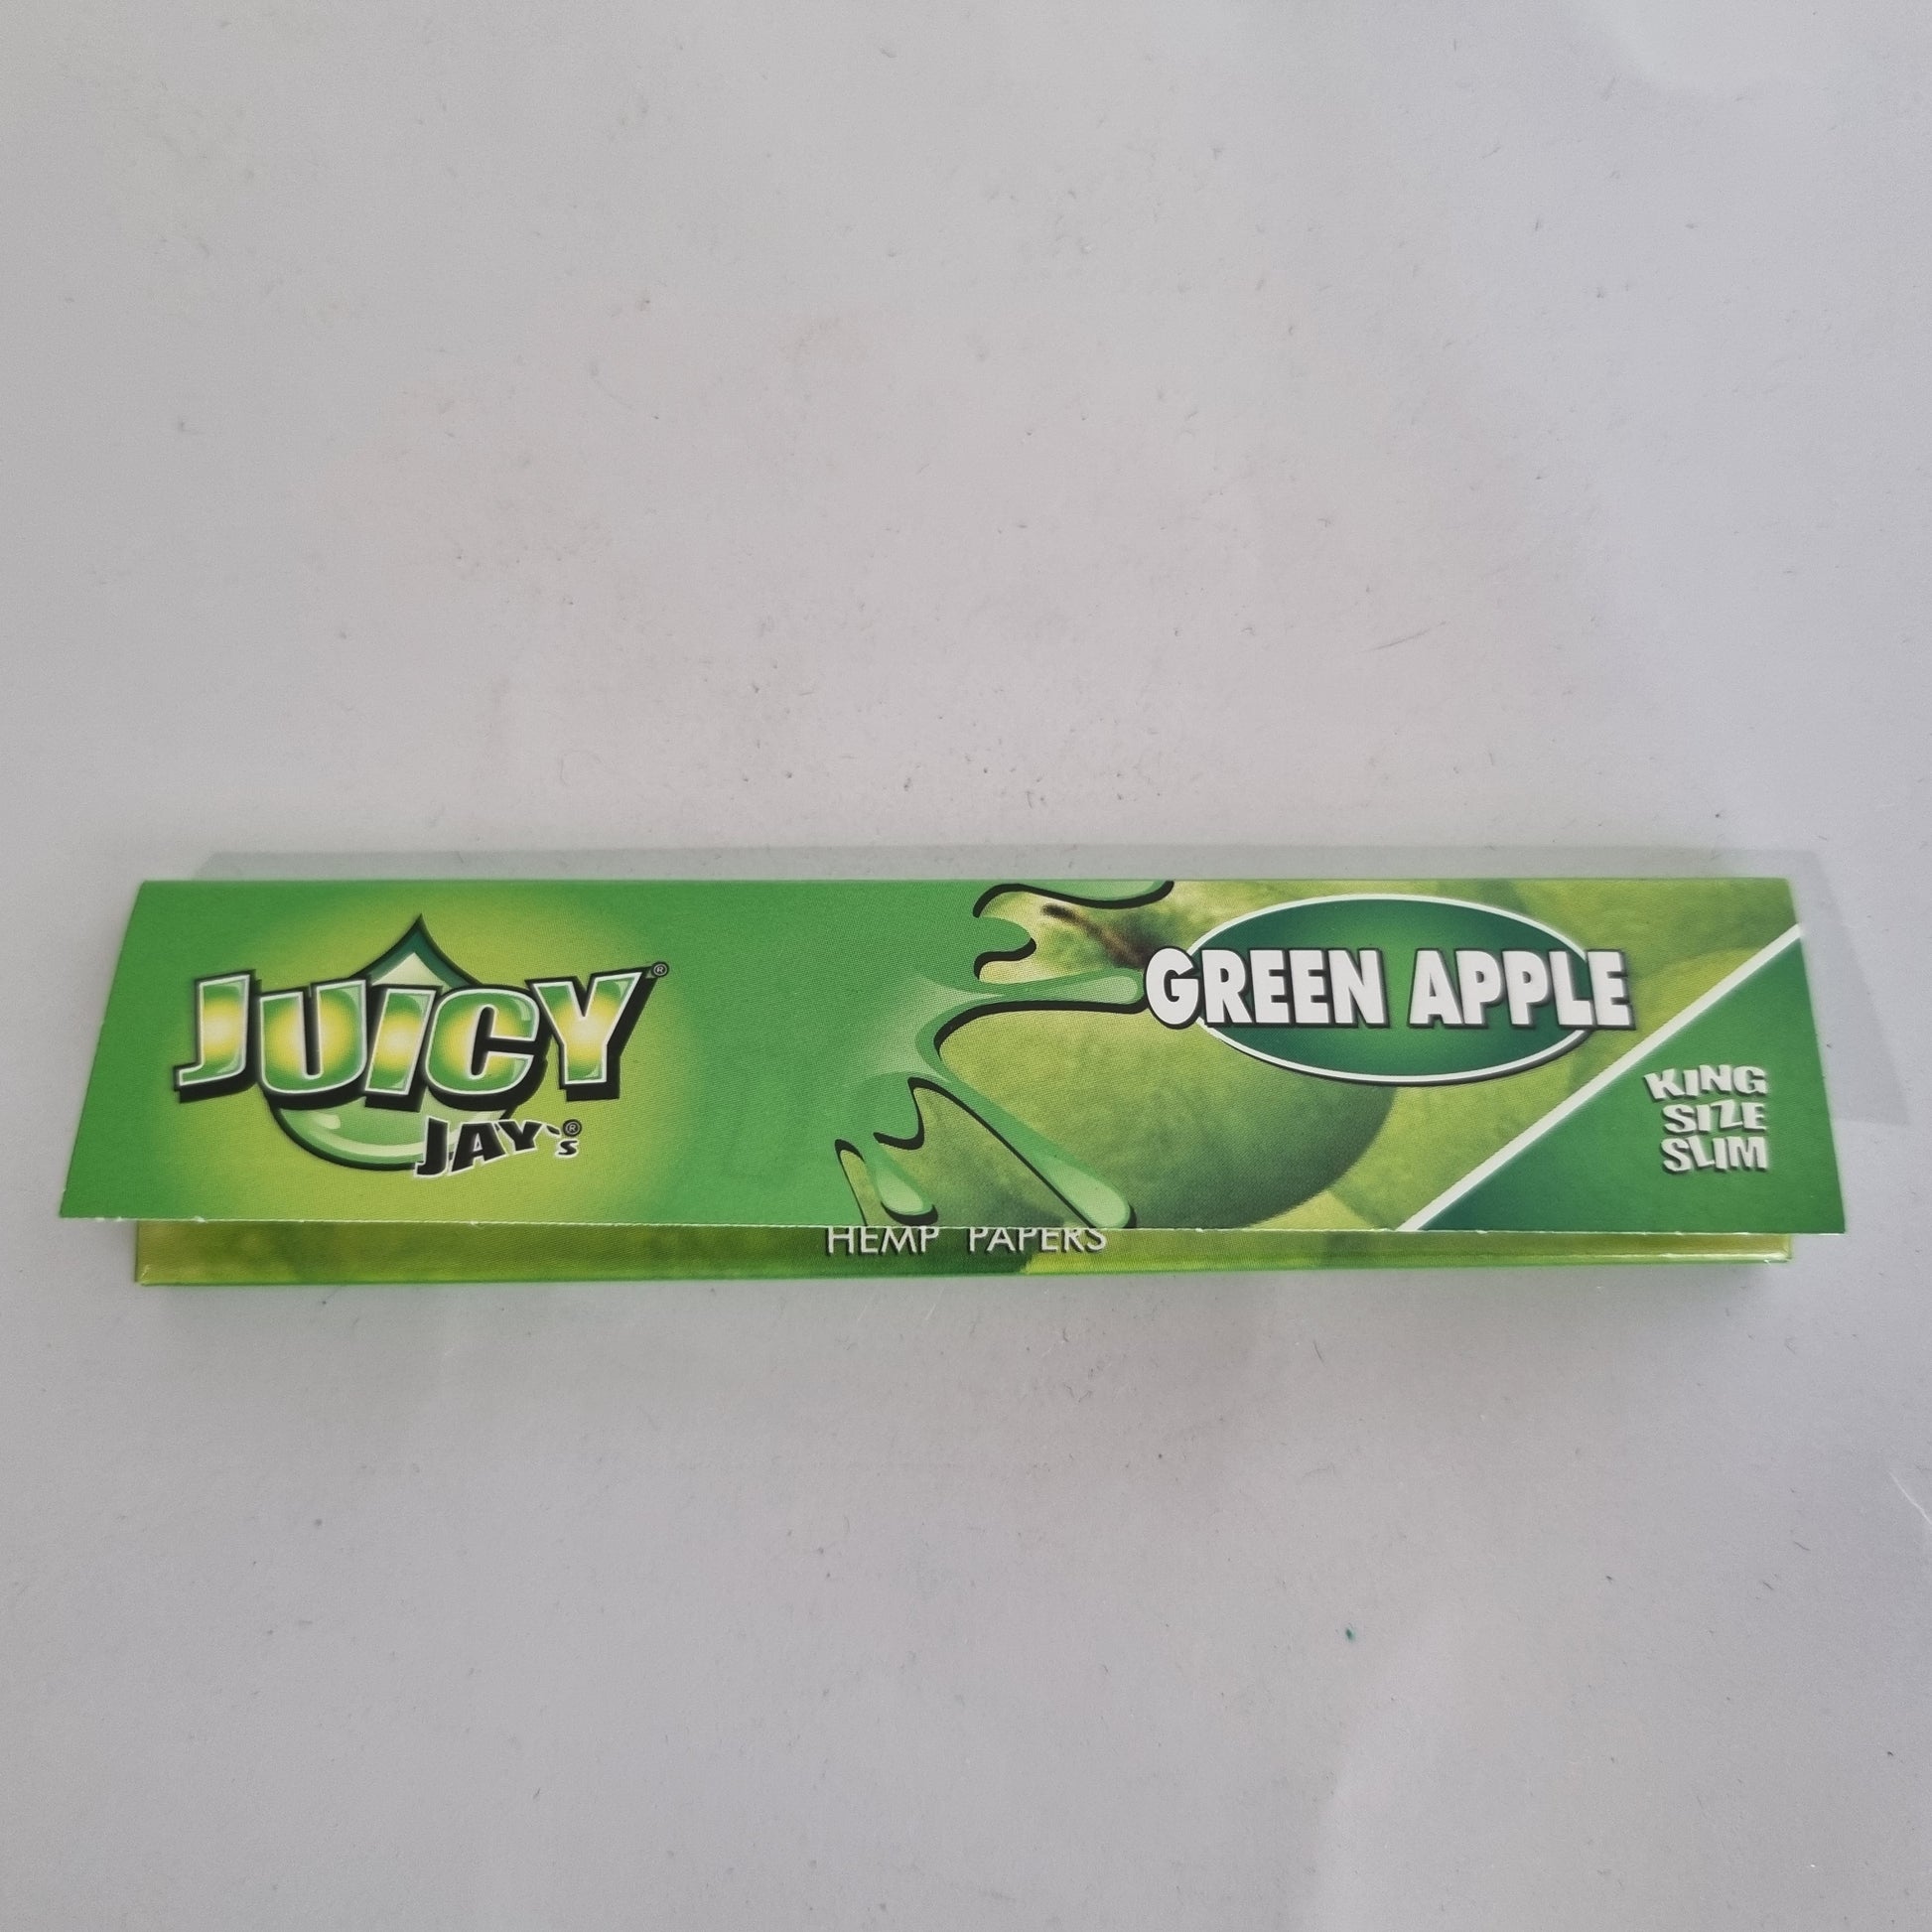 JUICY®
JAY'S®
GREEN APPLE
KING
SIZE
SLIM
HEMP PAPERS